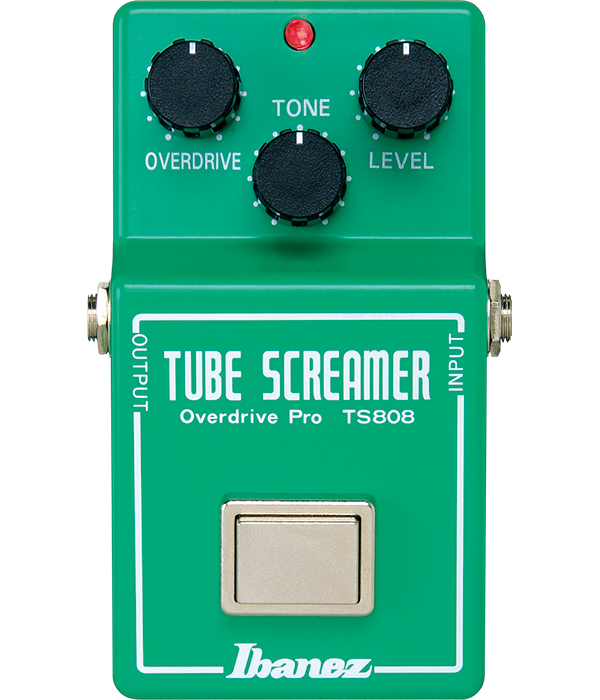 TONE
OVERDRIVE
LEVEL
OUTPUT
INPUT
TUBE SCREAMER
Overdrive Pro TS808
Ibanez